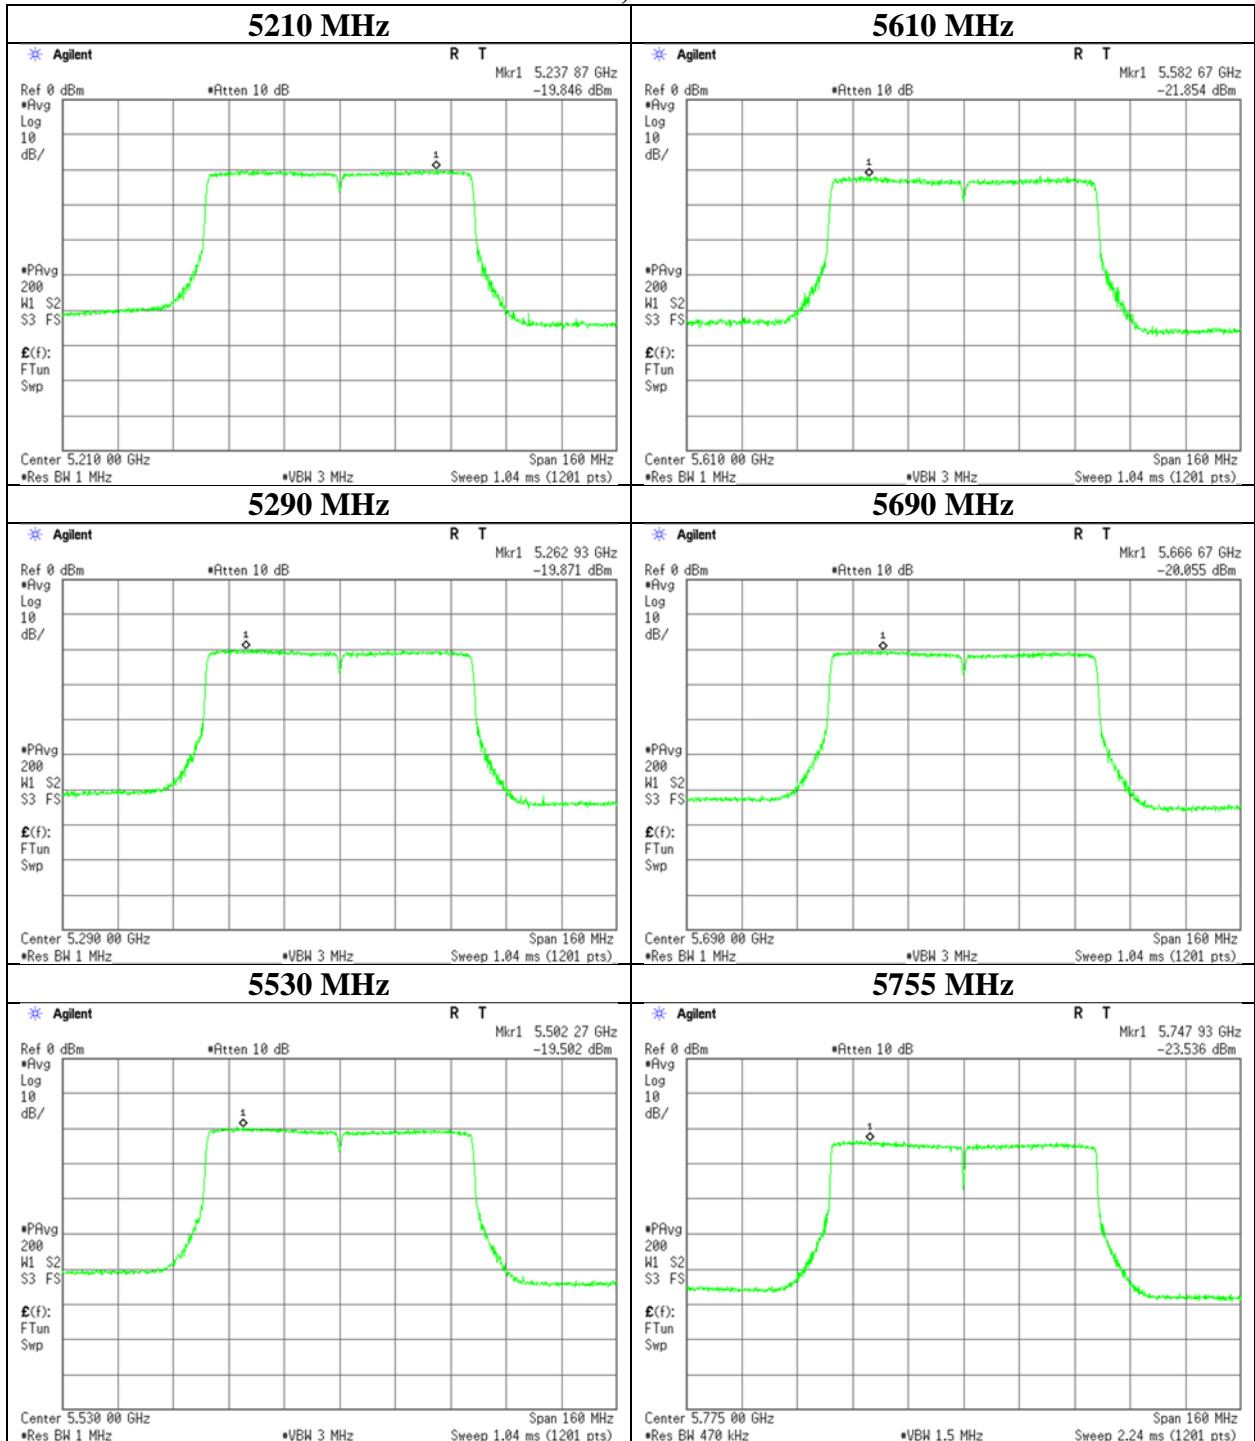 5210 MHz
Agilent R T
Mkr1 5.237 87 GHz
Ref 0 dBm *Atten 10 dB -19.846 dBm
*Avg
Log
10
dB/
1
*PAvg
200
W1 S2
S3 FS
£(f):
FTun
Swp
Center 5.210 00 GHz Span 160 MHz
*Res BW 1 MHz *VBW 3 MHz Sweep 1.04 ms (1201 pts)
5610 MHz
Agilent R T
Mkr1 5.582 67 GHz
Ref 0 dBm *Atten 10 dB -21.854 dBm
*Avg
Log
10
dB/
1
*PAvg
200
W1 S2
S3 FS
£(f):
FTun
Swp
Center 5.610 00 GHz Span 160 MHz
*Res BW 1 MHz *VBW 3 MHz Sweep 1.04 ms (1201 pts)
5290 MHz
Agilent R T
Mkr1 5.262 93 GHz
Ref 0 dBm *Atten 10 dB -19.871 dBm
*Avg
Log
10
dB/
1
*PAvg
200
W1 S2
S3 FS
£(f):
FTun
Swp
Center 5.290 00 GHz Span 160 MHz
*Res BW 1 MHz *VBW 3 MHz Sweep 1.04 ms (1201 pts)
5690 MHz
Agilent R T
Mkr1 5.666 67 GHz
Ref 0 dBm *Atten 10 dB -20.055 dBm
*Avg
Log
10
dB/
1
*PAvg
200
W1 S2
S3 FS
£(f):
FTun
Swp
Center 5.690 00 GHz Span 160 MHz
*Res BW 1 MHz *VBW 3 MHz Sweep 1.04 ms (1201 pts)
5530 MHz
Agilent R T
Mkr1 5.502 27 GHz
Ref 0 dBm *Atten 10 dB -19.502 dBm
*Avg
Log
10
dB/
1
*PAvg
200
W1 S2
S3 FS
£(f):
FTun
Swp
Center 5.530 00 GHz Span 160 MHz
*Res BW 1 MHz *VBW 3 MHz Sweep 1.04 ms (1201 pts)
5755 MHz
Agilent R T
Mkr1 5.747 93 GHz
Ref 0 dBm *Atten 10 dB -23.536 dBm
*Avg
Log
10
dB/
1
*PAvg
200
W1 S2
S3 FS
£(f):
FTun
Swp
Center 5.775 00 GHz Span 160 MHz
*Res BW 470 kHz *VBW 1.5 MHz Sweep 2.24 ms (1201 pts)